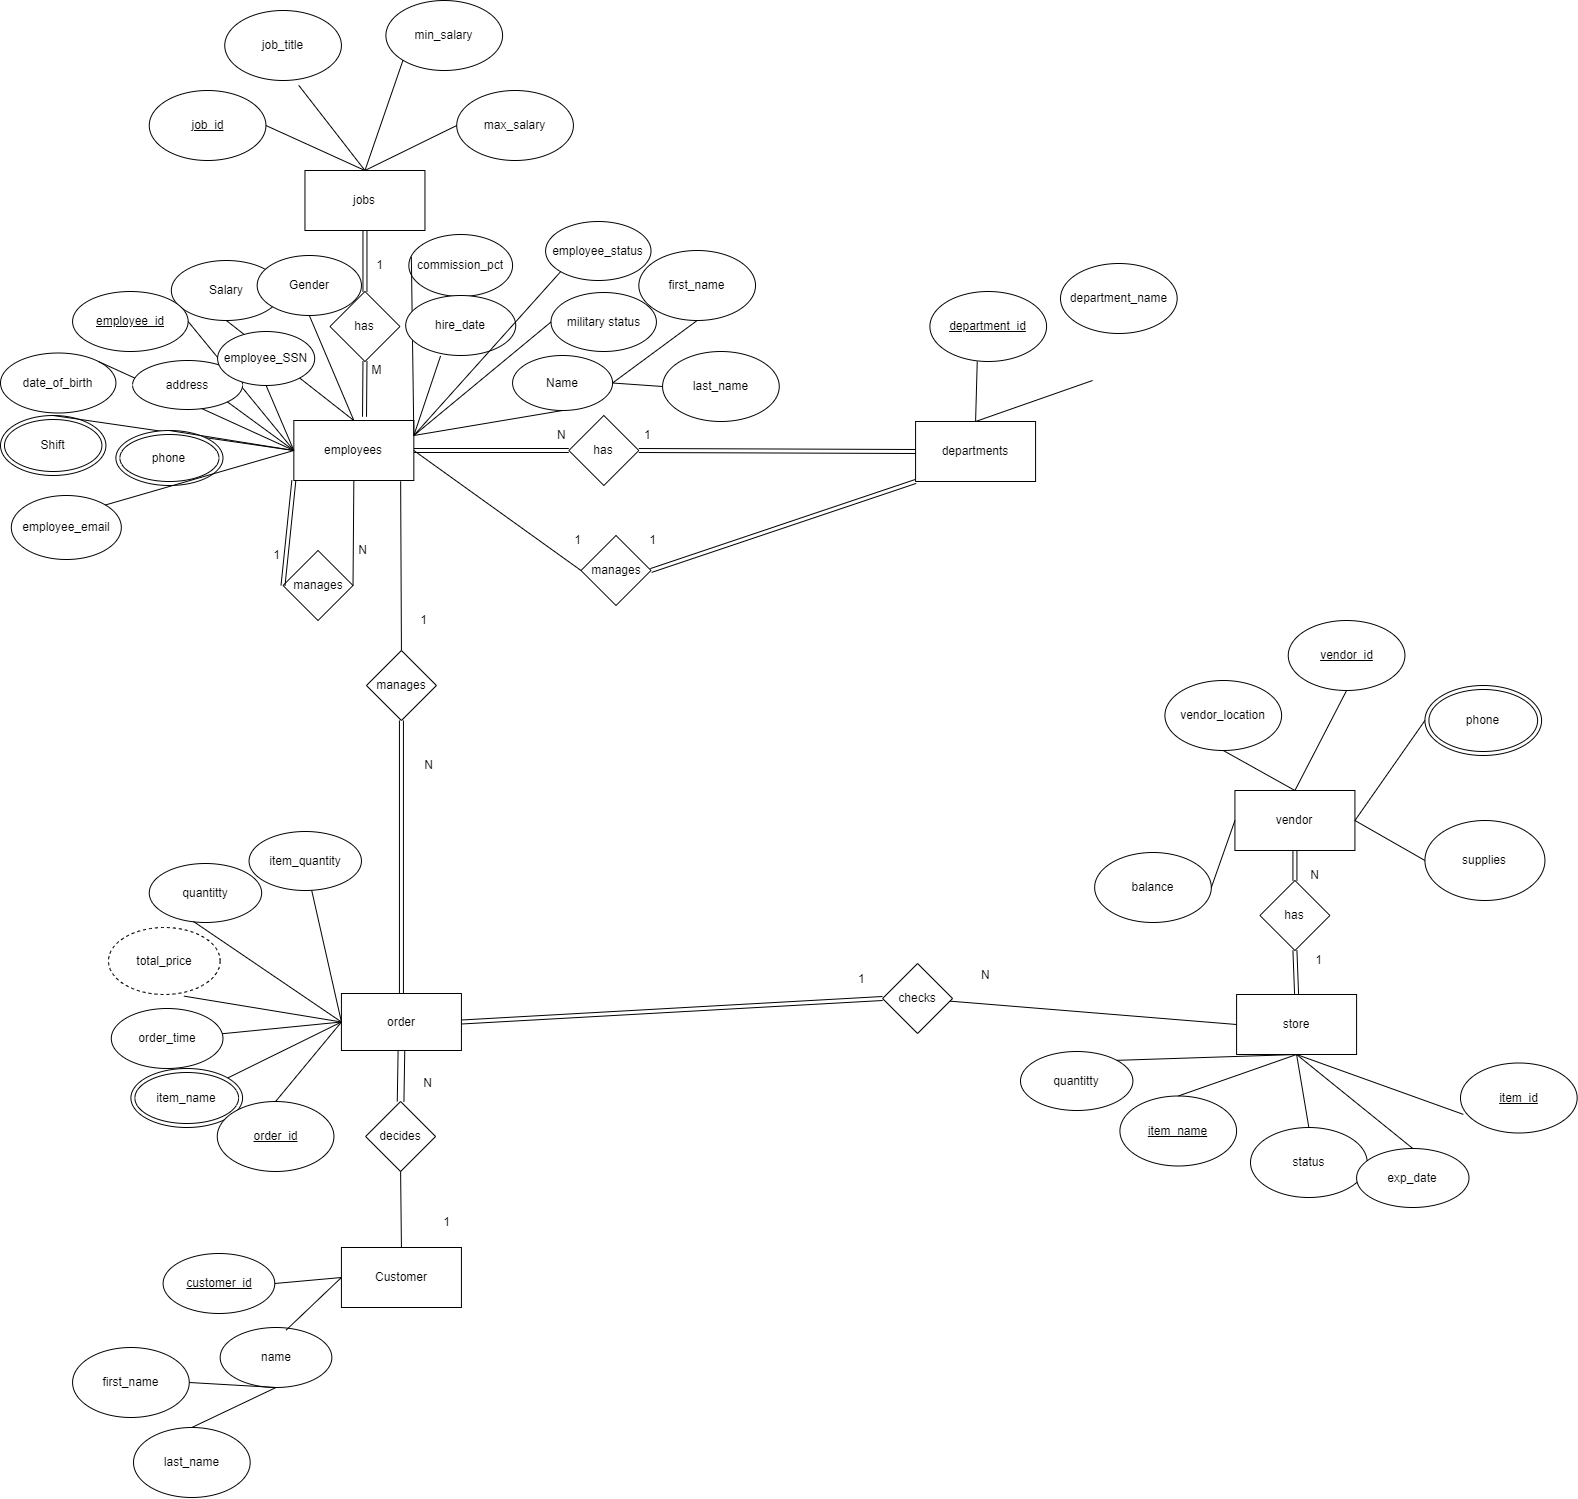 min_salary
job_title
job_id
max_salary
jobs
1
has
M
employee_status
commission_pct
first_name
Gender
Salary
employee_id
hire_date
military status
employee_SSN
date_of_birth
address
Name
last_name
department_name
department_id
Shift
phone
employees
N
has
1
departments
employee_email
1
N
manages
1
1
manages
1
manages
N
vendor_id
vendor_location
phone
vendor
balance
supplies
N
has
1
item_quantity
quantitty
total_price
order_time
item_name
order_id
order
1
checks
N
store
quantitty
item_name
status
exp_date
item_id
N
decides
1
Customer
customer_id
name
first_name
last_name